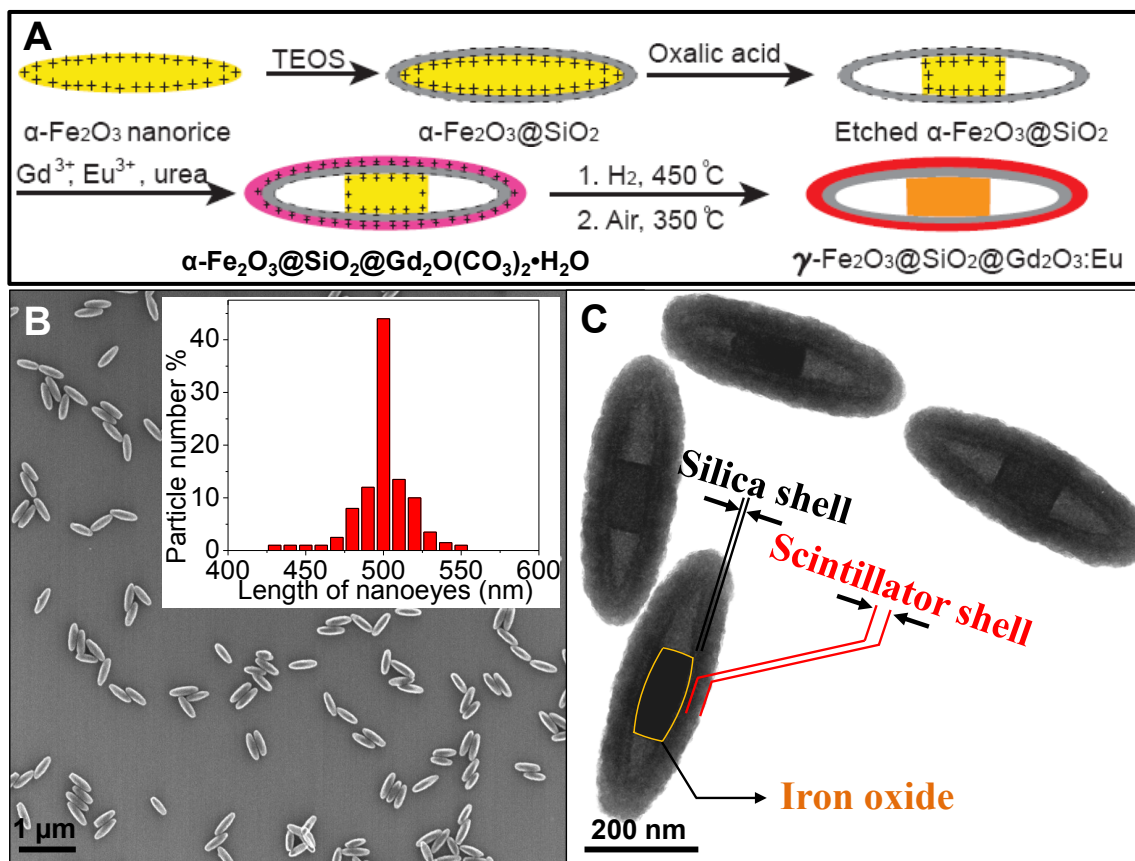 A
TEOS
Oxalic acid
α-Fe₂O₃ nanorice
α-Fe₂O₃@SiO₂
Etched α-Fe₂O₃@SiO₂
Gd³⁺, Eu³⁺, urea
1. H₂, 450 ℃
2. Air, 350 ℃
α-Fe₂O₃@SiO₂@Gd₂O(CO₃)₂•H₂O
γ-Fe₂O₃@SiO₂@Gd₂O₃:Eu
B
Particle number %
40
30
20
10
0
400 450 500 550 600
Length of nanoeyes (nm)
1 µm
C
Silica shell
Scintillator shell
Iron oxide
200 nm